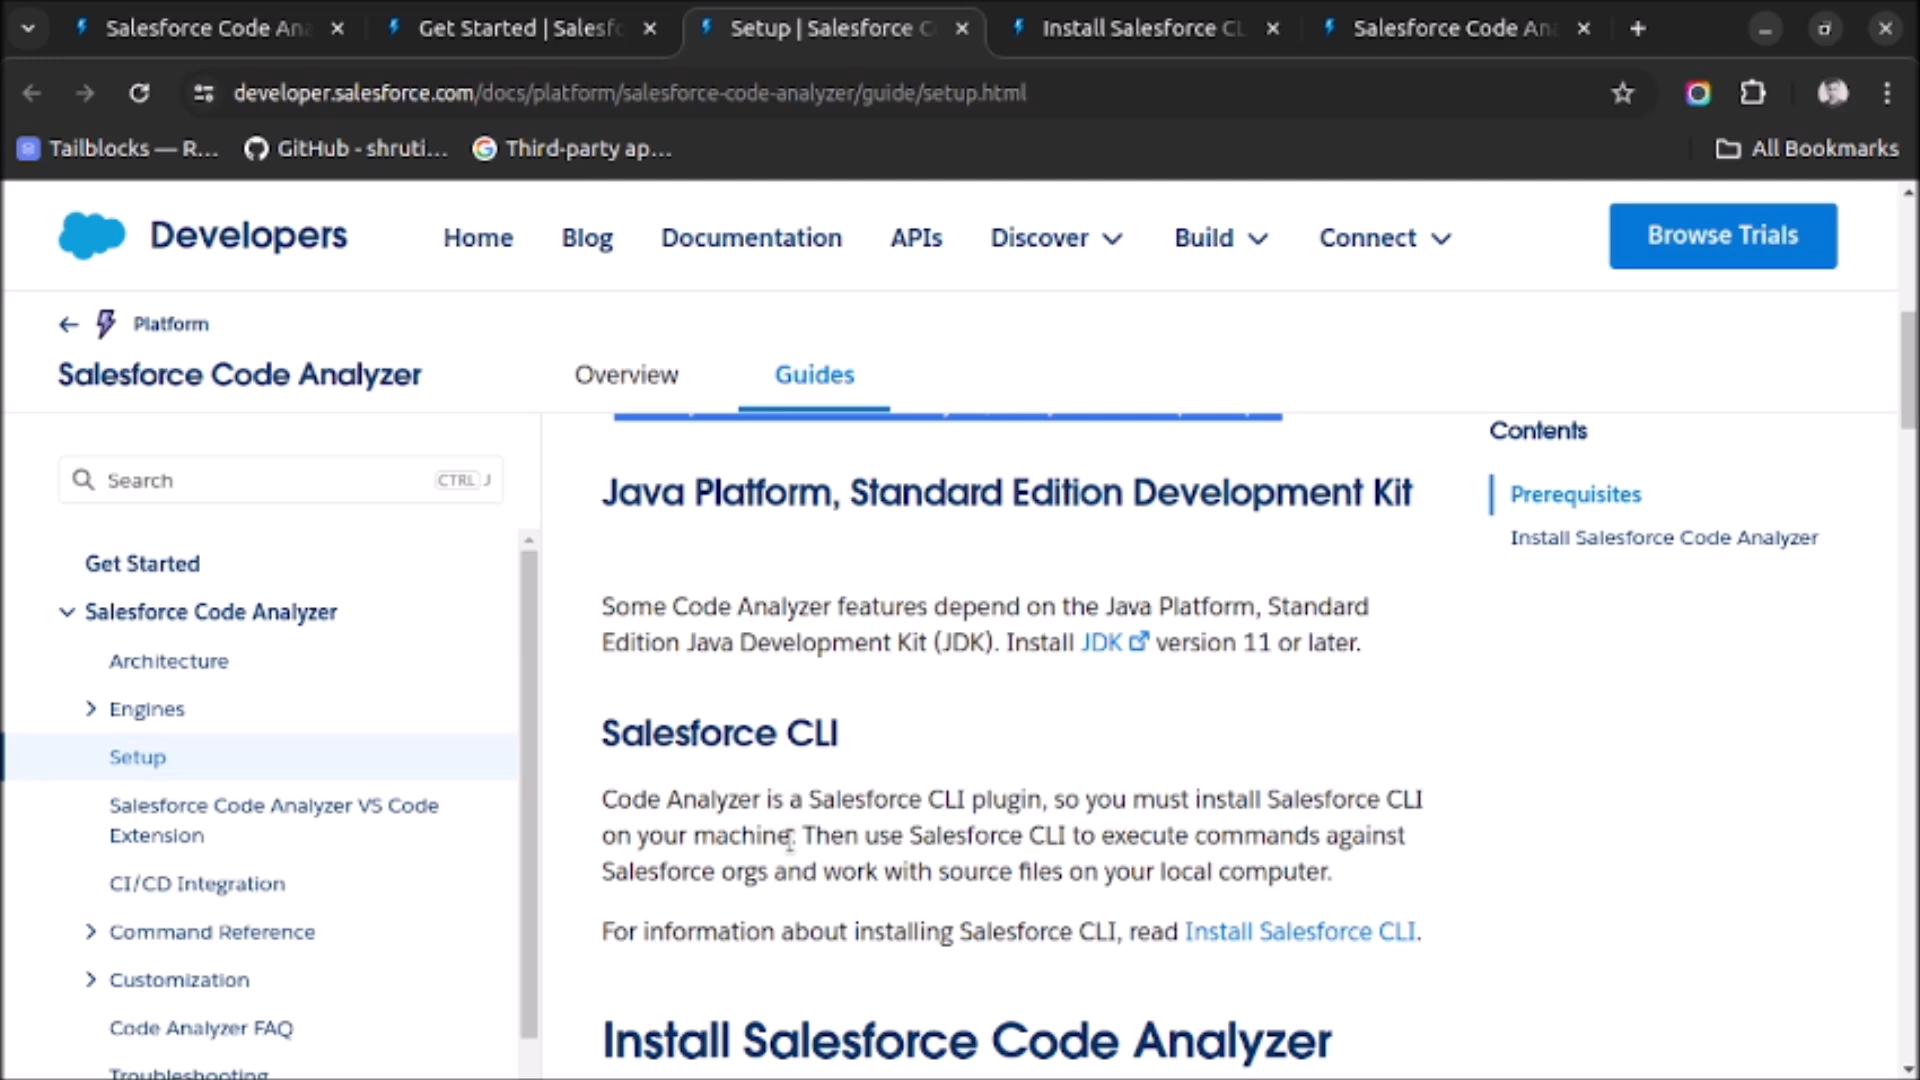 Salesforce Code An
Get Started | Salesfo
Setup | Salesforce C
Install Salesforce CL
Salesforce Code An
developer.salesforce.com/docs/platform/salesforce-code-analyzer/guide/setup.html
Tailblocks — R...
GitHub - shruti...
Third-party ap...
All Bookmarks
Developers
Home
Blog
Documentation
APIs
Discover
Build
Connect
Browse Trials
Platform
Salesforce Code Analyzer
Overview
Guides
Search
CTRL J
Get Started
Salesforce Code Analyzer
Architecture
Engines
Setup
Salesforce Code Analyzer VS Code
Extension
CI/CD Integration
Command Reference
Customization
Code Analyzer FAQ
Troubleshooting
Java Platform, Standard Edition Development Kit
Some Code Analyzer features depend on the Java Platform, Standard
Edition Java Development Kit (JDK). Install JDK version 11 or later.
Salesforce CLI
Code Analyzer is a Salesforce CLI plugin, so you must install Salesforce CLI
on your machine. Then use Salesforce CLI to execute commands against
Salesforce orgs and work with source files on your local computer.
For information about installing Salesforce CLI, read Install Salesforce CLI.
Install Salesforce Code Analyzer
Contents
Prerequisites
Install Salesforce Code Analyzer